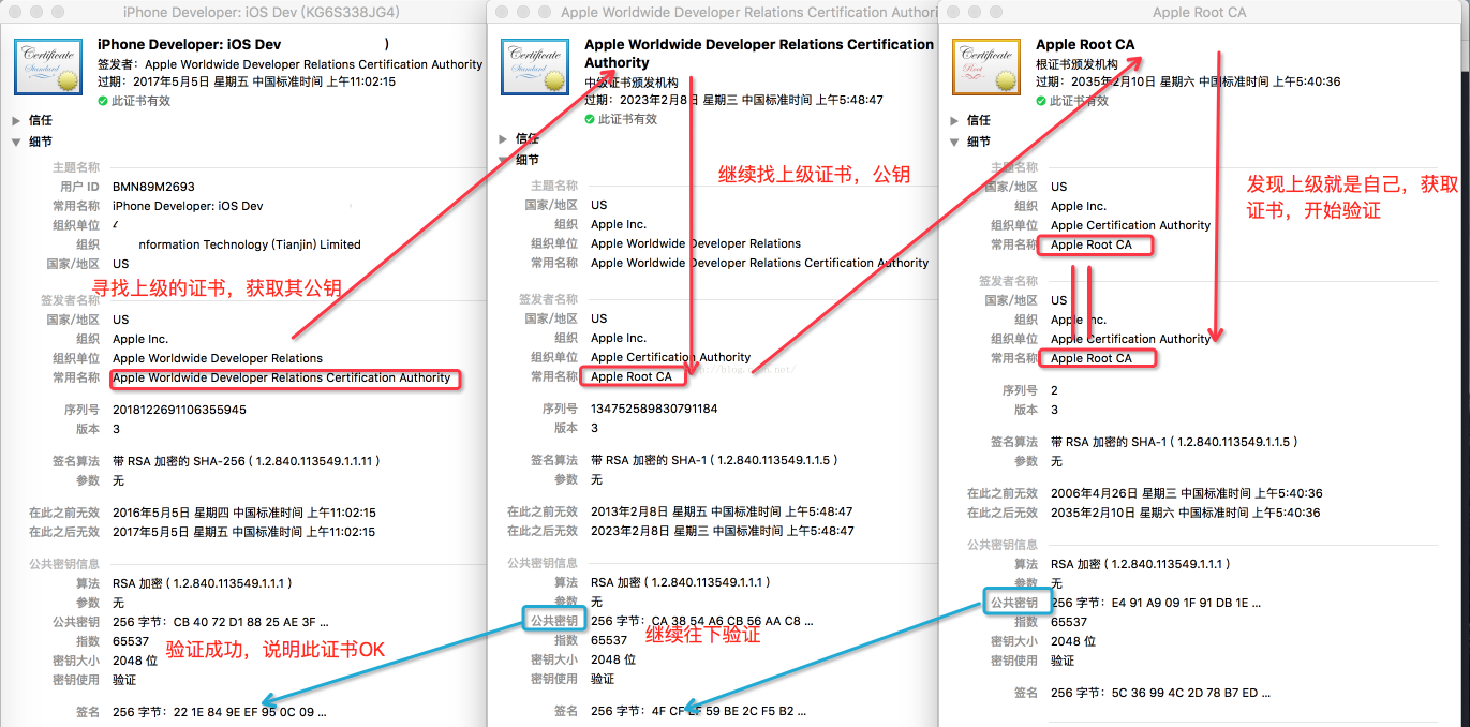 iPhone Developer: iOS Dev (KG6S338JG4)
iPhone Developer: iOS Dev )
签发者：Apple Worldwide Developer Relations Certification Authority
过期：2017年5月5日 星期五 中国标准时间 上午11:02:15
此证书有效
信任
细节
主题名称
用户 ID BMN89M2693
常用名称 iPhone Developer: iOS Dev
组织单位
组织 nformation Technology (Tianjin) Limited
国家/地区 US
寻找上级的证书，获取其公钥
签发者名称
国家/地区 US
组织 Apple Inc.
组织单位 Apple Worldwide Developer Relations
常用名称 Apple Worldwide Developer Relations Certification Authority
序列号 2018122691106355945
版本 3
签名算法 带 RSA 加密的 SHA-256 ( 1.2.840.113549.1.1.11 )
参数 无
在此之前无效 2016年5月5日 星期四 中国标准时间 上午11:02:15
在此之后无效 2017年5月5日 星期五 中国标准时间 上午11:02:15
公共密钥信息
算法 RSA 加密 ( 1.2.840.113549.1.1.1 )
参数 无
公共密钥 256 字节：CB 40 72 D1 88 25 AE 3F ...
指数 65537
验证成功，说明此证书OK
密钥大小 2048 位
密钥使用 验证
签名 256 字节：22 1E 84 9E EF 95 0C 09 ...
Apple Worldwide Developer Relations Certification Authori
Apple Worldwide Developer Relations Certification
Authority
中级证书颁发机构
过期：2023年2月8日 星期三 中国标准时间 上午5:48:47
此证书有效
信任
细节
继续找上级证书，公钥
主题名称
国家/地区 US
组织 Apple Inc.
组织单位 Apple Worldwide Developer Relations
常用名称 Apple Worldwide Developer Relations Certification Authority
签发者名称
国家/地区 US
组织 Apple Inc.
组织单位 Apple Certification Authority
常用名称 Apple Root CA
序列号 134752589830791184
版本 3
签名算法 带 RSA 加密的 SHA-1 ( 1.2.840.113549.1.1.5 )
参数 无
在此之前无效 2013年2月8日 星期五 中国标准时间 上午5:48:47
在此之后无效 2023年2月8日 星期三 中国标准时间 上午5:48:47
公共密钥信息
算法 RSA 加密 ( 1.2.840.113549.1.1.1 )
参数 无
公共密钥 256 字节：CA 38 54 A6 CB 56 AA C8 ...
指数 65537
继续往下验证
密钥大小 2048 位
密钥使用 验证
签名 256 字节：4F CF EF 59 BE 2C F5 B2 ...
Apple Root CA
Apple Root CA
根证书颁发机构
过期：2035年2月10日 星期六 中国标准时间 上午5:40:36
此证书有效
信任
细节
主题名称
国家/地区 US
发现上级就是自己，获取
证书，开始验证
组织 Apple Inc.
组织单位 Apple Certification Authority
常用名称 Apple Root CA
签发者名称
国家/地区 US
组织 Apple Inc.
组织单位 Apple Certification Authority
常用名称 Apple Root CA
序列号 2
版本 3
签名算法 带 RSA 加密的 SHA-1 ( 1.2.840.113549.1.1.5 )
参数 无
在此之前无效 2006年4月26日 星期三 中国标准时间 上午5:40:36
在此之后无效 2035年2月10日 星期六 中国标准时间 上午5:40:36
公共密钥信息
算法 RSA 加密 ( 1.2.840.113549.1.1.1 )
参数 无
公共密钥 256 字节：E4 91 A9 09 1F 91 DB 1E ...
指数 65537
密钥大小 2048 位
密钥使用 验证
签名 256 字节：5C 36 99 4C 2D 78 B7 ED ...